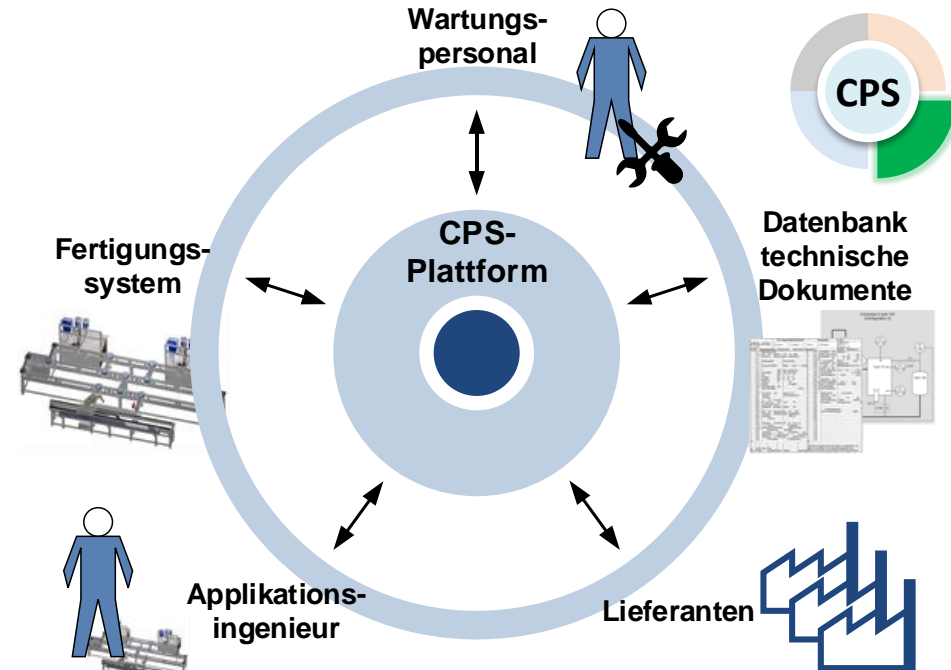 Wartungs-
personal
CPS
Fertigungs-
system
CPS-
Plattform
Datenbank
technische
Dokumente
Applikations-
ingenieur
Lieferanten